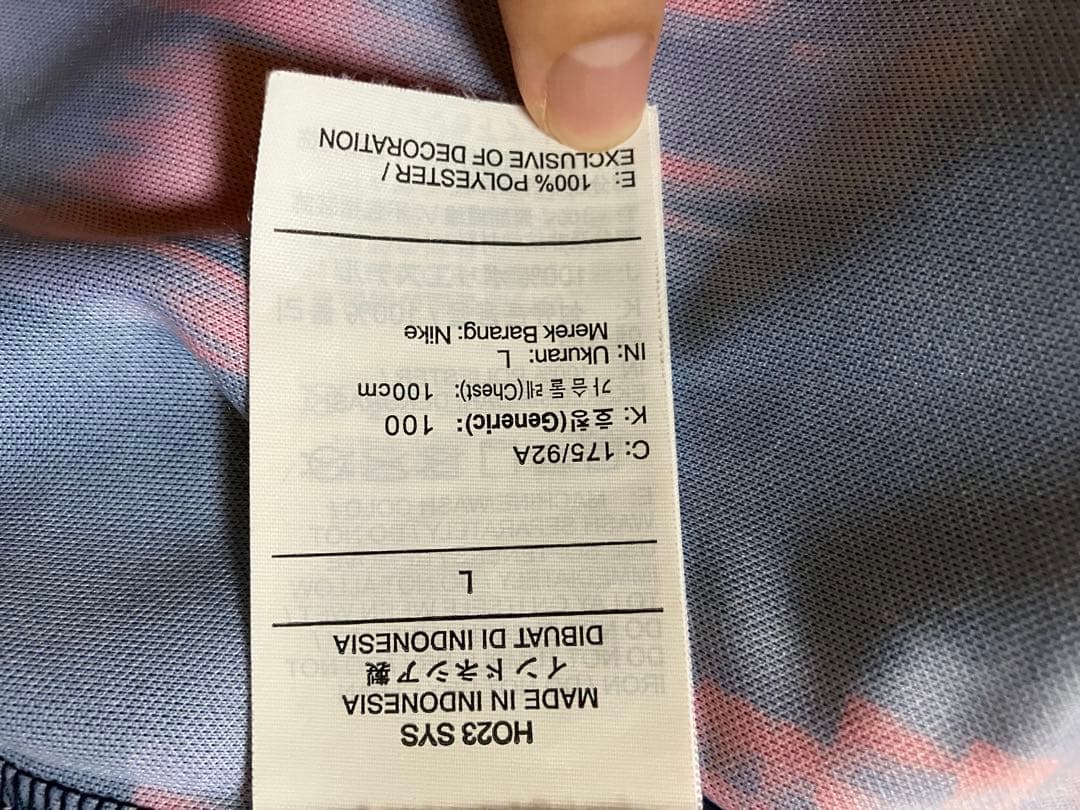 HO23 SYS
MADE IN INDONESIA
インドネシア製
DIBUAT DI INDONESIA
L
C: 175/92A
K: 호칭(Generic): 100
가슴둘레(Chest): 100cm
IN: Ukuran: L
Merek Barang: Nike
E: 100% POLYESTER /
EXCLUSIVE OF DECORATION